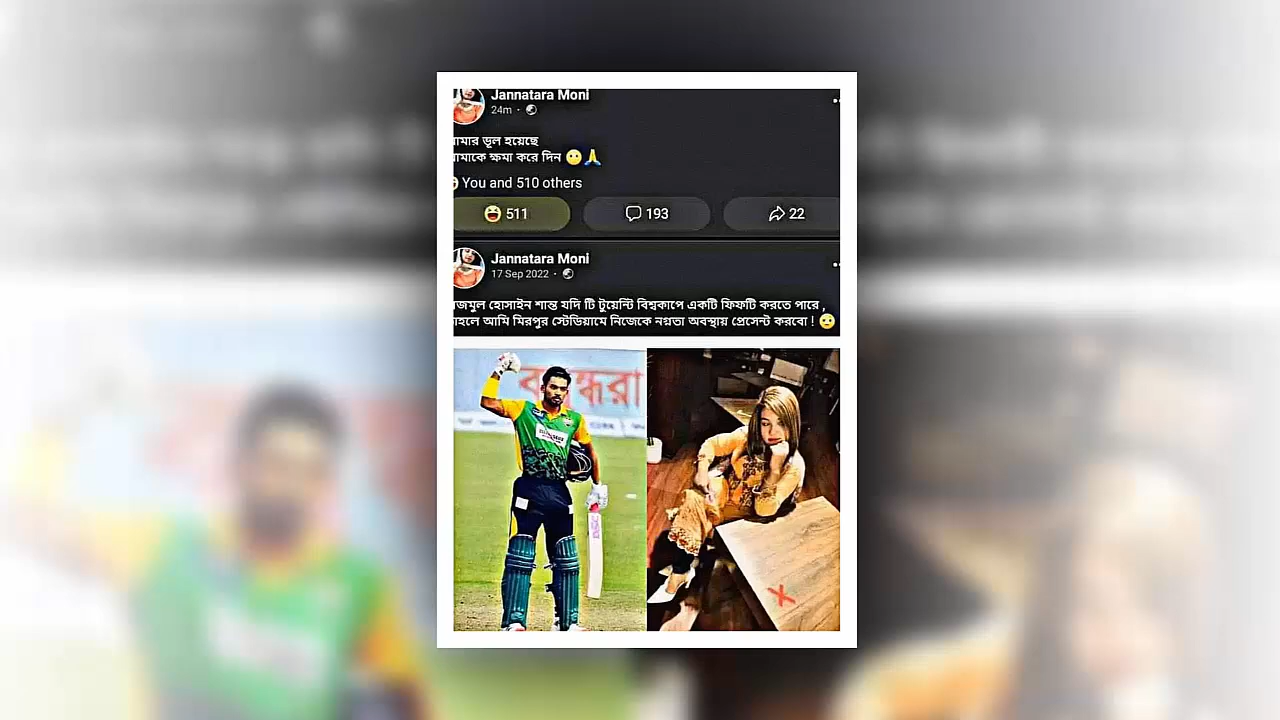 Jannatara Moni
24m
মার ভূল হয়েছে
মাকে ক্ষমা করে দিন 😶🙏
You and 510 others
511 193 22
Jannatara Moni
17 Sep 2022
জমুল হোসাইন শান্ত যদি টি টুয়েন্টি বিশ্বকাপে একটি ফিফটি করতে পারে ,
হলে আমি মিরপুর স্টেডিয়ামে নিজেকে নগ্নতা অবস্থায় প্রেসেন্ট করবো !